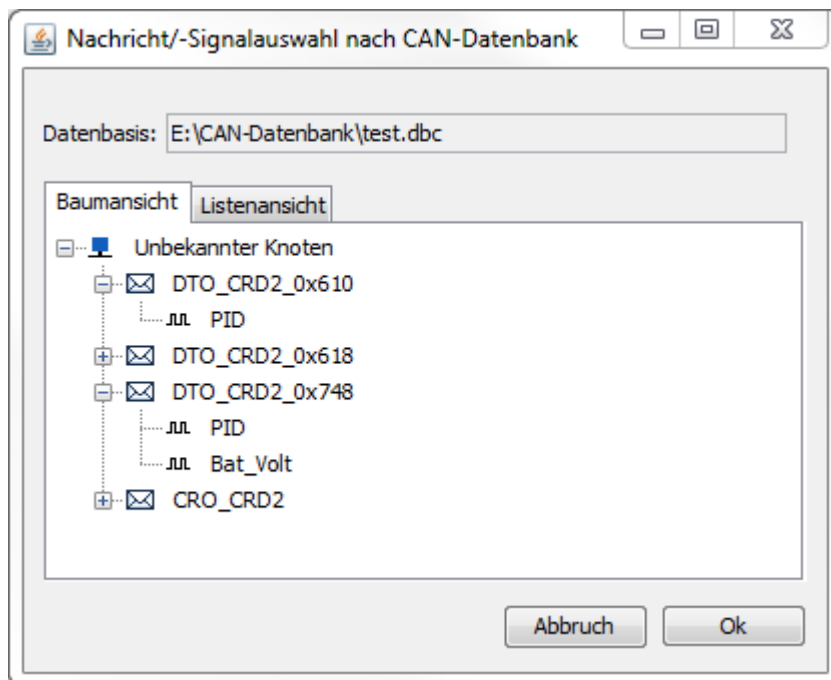 Nachricht/-Signalauswahl nach CAN-Datenbank
Datenbasis: E:\CAN-Datenbank\test.dbc
Baumansicht Listenansicht
Unbekannter Knoten
DTO_CRD2_0x610
PID
DTO_CRD2_0x618
DTO_CRD2_0x748
PID
Bat_Volt
CRO_CRD2
Abbruch Ok